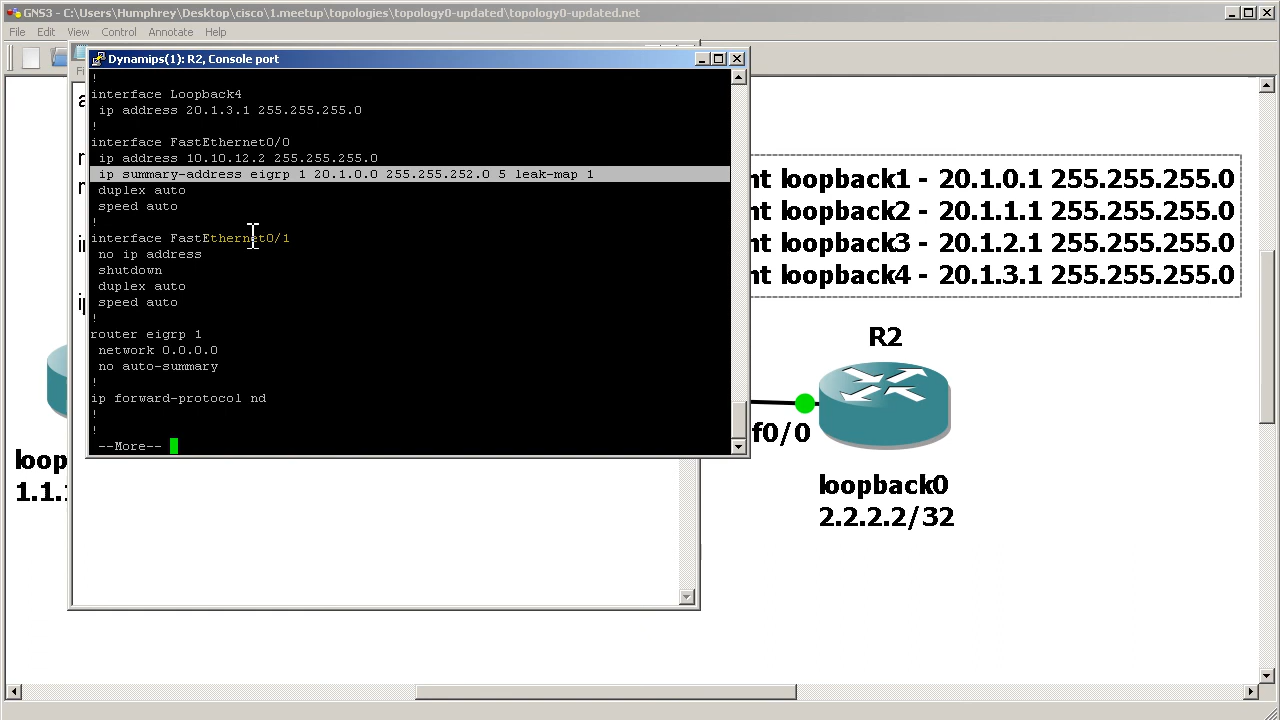 GNS3 - C:\Users\Humphrey\Desktop\cisco\1.meetup\topologies\topology0-updated\topology0-updated.net
File Edit View Control Annotate Help
Dynamips(1): R2, Console port
!
interface Loopback4
ip address 20.1.3.1 255.255.255.0
!
interface FastEthernet0/0
ip address 10.10.12.2 255.255.255.0
ip summary-address eigrp 1 20.1.0.0 255.255.252.0 5 leak-map 1
duplex auto
speed auto
!
interface FastEthernet0/1
no ip address
shutdown
duplex auto
speed auto
!
router eigrp 1
network 0.0.0.0
no auto-summary
!
ip forward-protocol nd
!
!
--More--
nt loopback1 - 20.1.0.1 255.255.255.0
nt loopback2 - 20.1.1.1 255.255.255.0
nt loopback3 - 20.1.2.1 255.255.255.0
nt loopback4 - 20.1.3.1 255.255.255.0
R2
f0/0
loopback0
2.2.2.2/32
loop
1.1.